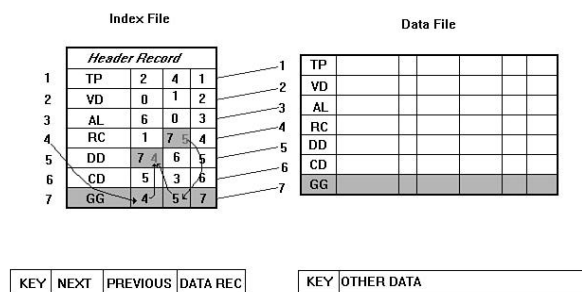 Index File
Data File
Header Record
1 TP 2 4 1 1 TP
2 VD 0 1 2 2 VD
3 AL 6 0 3 3 AL
4 RC 1 7 5 4 4 RC
5 DD 7 4 6 5 5 DD
6 CD 5 3 6 6 CD
7 GG 4 5 7 7 GG
KEY NEXT PREVIOUS DATA REC
KEY OTHER DATA